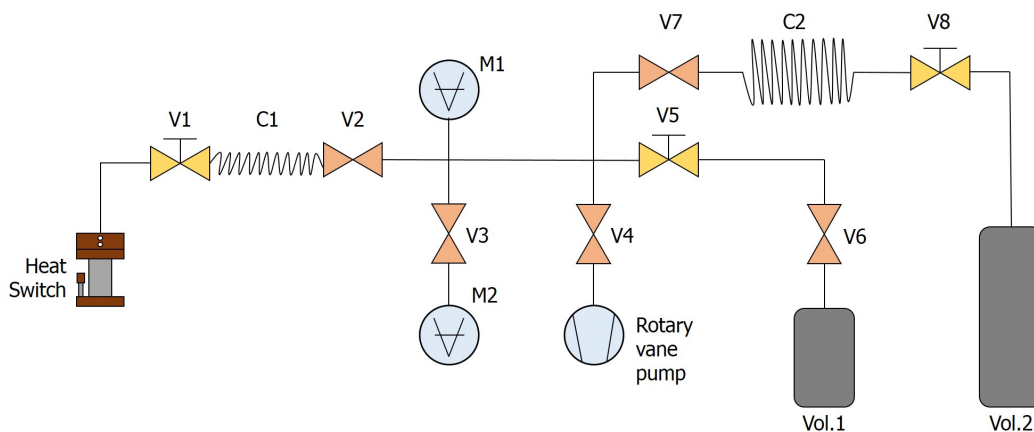 V7
C2
V8
M1
V1
C1
V2
V5
V3
V4
V6
Heat
Switch
M2
Rotary
vane
pump
Vol.1
Vol.2